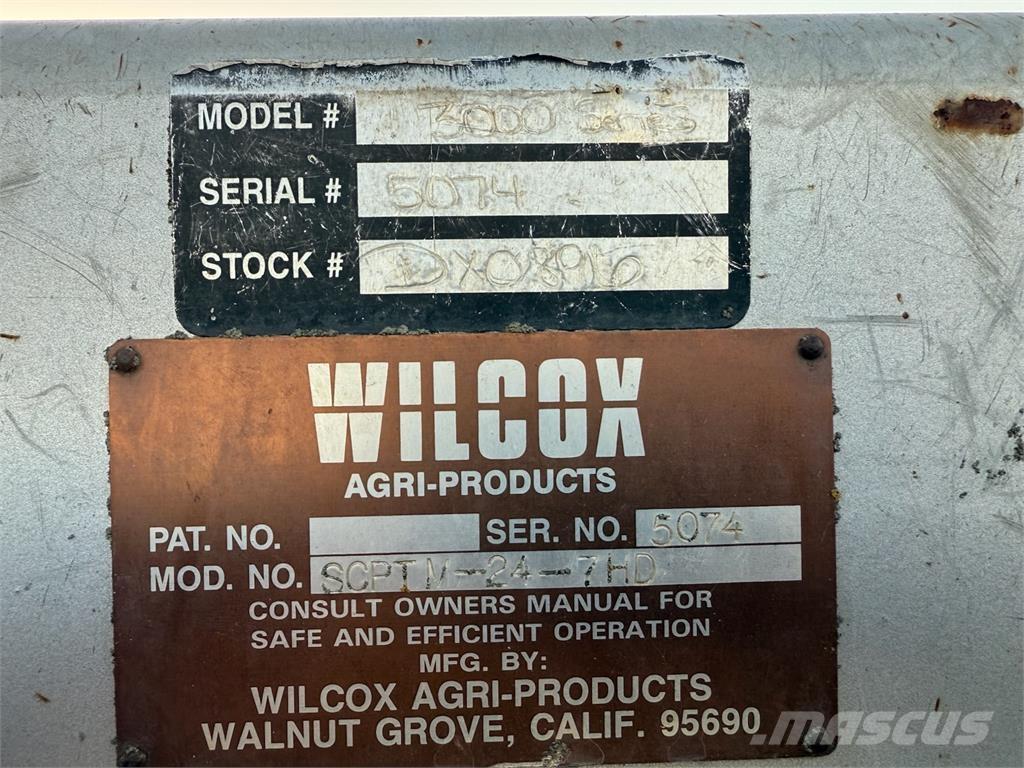 MODEL # 3000 Series
SERIAL # 5074
STOCK # DX08916
WILCOX
AGRI-PRODUCTS
PAT. NO. SER. NO. 5074
MOD. NO. SCPTM-24-7HD
CONSULT OWNERS MANUAL FOR
SAFE AND EFFICIENT OPERATION
MFG. BY:
WILCOX AGRI-PRODUCTS
WALNUT GROVE, CALIF. 95690
MASCUS